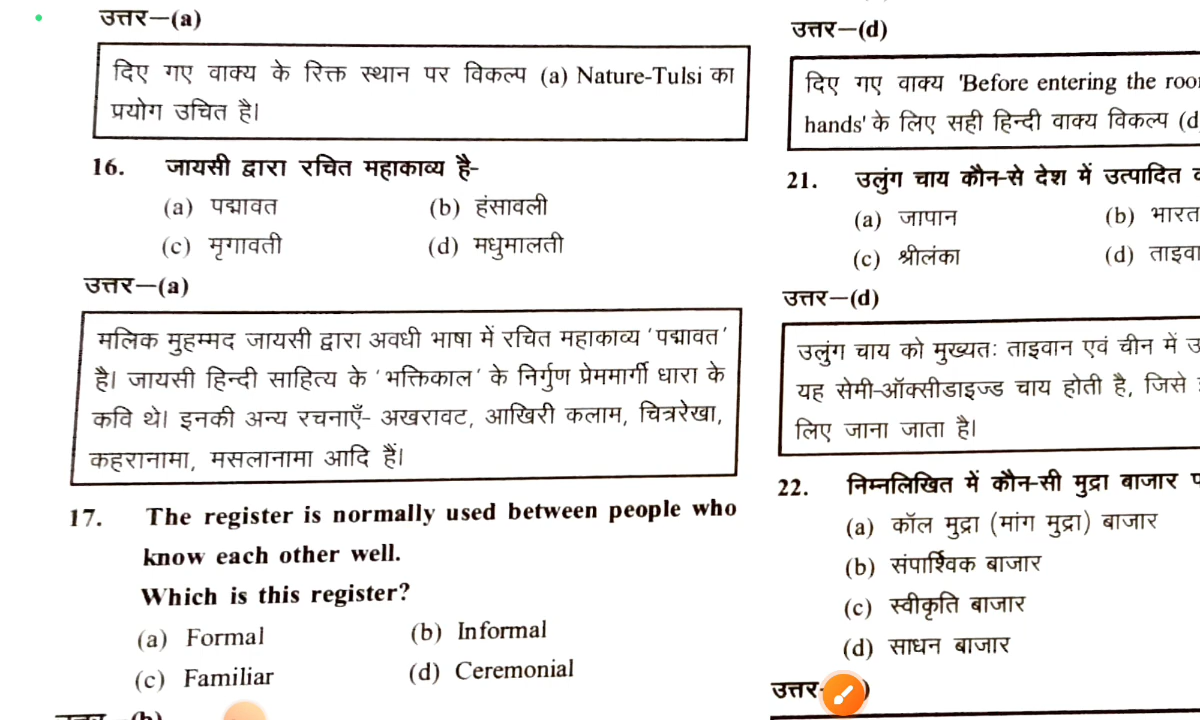 उत्तर—(a)
दिए गए वाक्य के रिक्त स्थान पर विकल्प (a) Nature-Tulsi का
प्रयोग उचित है।
16. जायसी द्वारा रचित महाकाव्य है-
(a) पद्मावत (b) हंसावली
(c) मृगावती (d) मधुमालती
उत्तर—(a)
मलिक मुहम्मद जायसी द्वारा अवधी भाषा में रचित महाकाव्य 'पद्मावत'
है। जायसी हिन्दी साहित्य के 'भक्तिकाल' के निर्गुण प्रेममार्गी धारा के
कवि थे। इनकी अन्य रचनाएँ- अखरावट, आखिरी कलाम, चित्ररेखा,
कहरानामा, मसलानामा आदि हैं।
17. The register is normally used between people who
know each other well.
Which is this register?
(a) Formal (b) Informal
(c) Familiar (d) Ceremonial
उत्तर—(b)
उत्तर—(d)
दिए गए वाक्य 'Before entering the
hands' के लिए सही हिन्दी वाक्य विकल्प (d
21. उलुंग चाय कौन-से देश में उत्पादित
(a) जापान (b) भारत
(c) श्रीलंका (d)
उत्तर—(d)
उलुंग चाय को मुख्यतः ताइवान एवं चीन में
यह सेमी-ऑक्सीडाइज्ड चाय होती है, जिसे
लिए जाना जाता है।
22. निम्नलिखित में कौन-सी मुद्रा बाजार
(a) कॉल मुद्रा (मांग मुद्रा) बाजार
(b) संपार्श्विक बाजार
(c) स्वीकृति बाजार
(d) साधन बाजार
उत्तर-